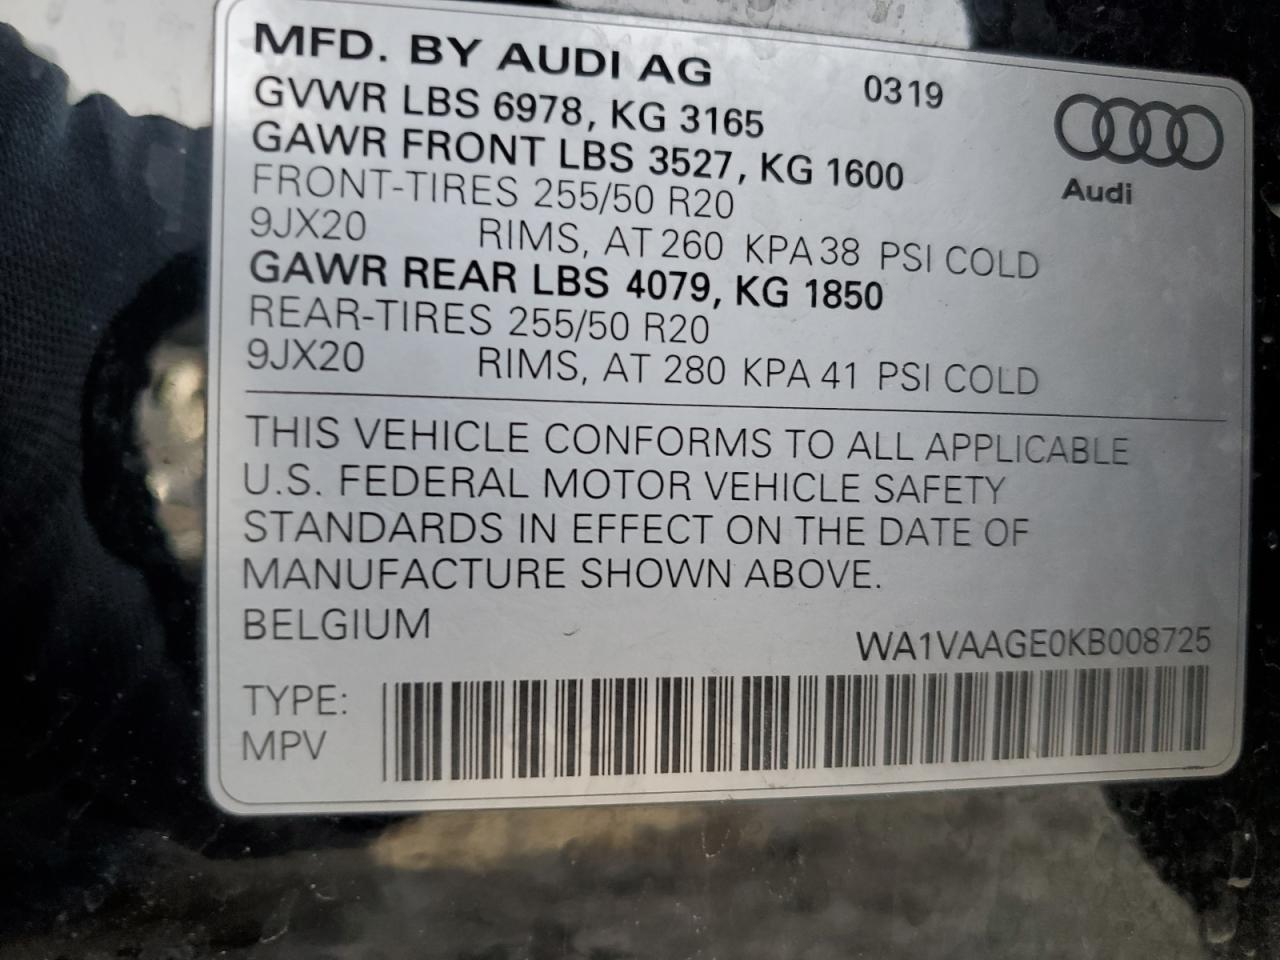 MFD. BY AUDI AG 0319
GVWR LBS 6978, KG 3165
GAWR FRONT LBS 3527, KG 1600
Audi
FRONT-TIRES 255/50 R20
9JX20 RIMS, AT 260 KPA 38 PSI COLD
GAWR REAR LBS 4079, KG 1850
REAR-TIRES 255/50 R20
9JX20 RIMS, AT 280 KPA 41 PSI COLD
THIS VEHICLE CONFORMS TO ALL APPLICABLE
U.S. FEDERAL MOTOR VEHICLE SAFETY
STANDARDS IN EFFECT ON THE DATE OF
MANUFACTURE SHOWN ABOVE.
BELGIUM
WA1VAAGE0KB008725
TYPE:
MPV